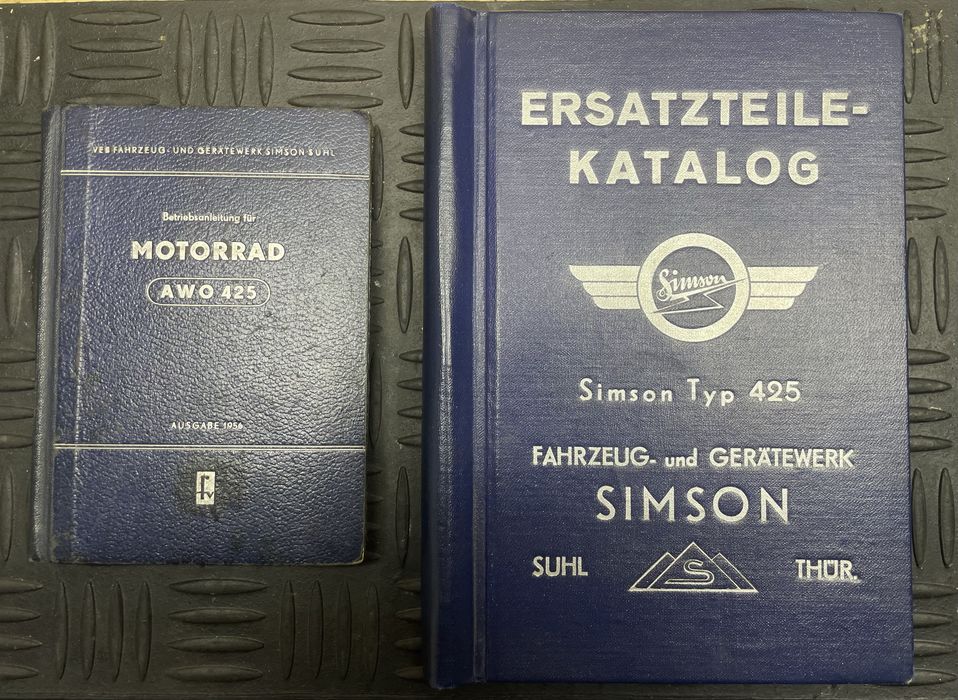 VEB FAHRZEUG- UND GERÄTEWERK SIMSON SUHL
Betriebsanleitung für
MOTORRAD
AWO 425
AUSGABE 1956
fv
ERSATZTEILE-
KATALOG
Simson
Simson Typ 425
FAHRZEUG- und GERÄTEWERK
SIMSON
SUHL
S
THÜR.